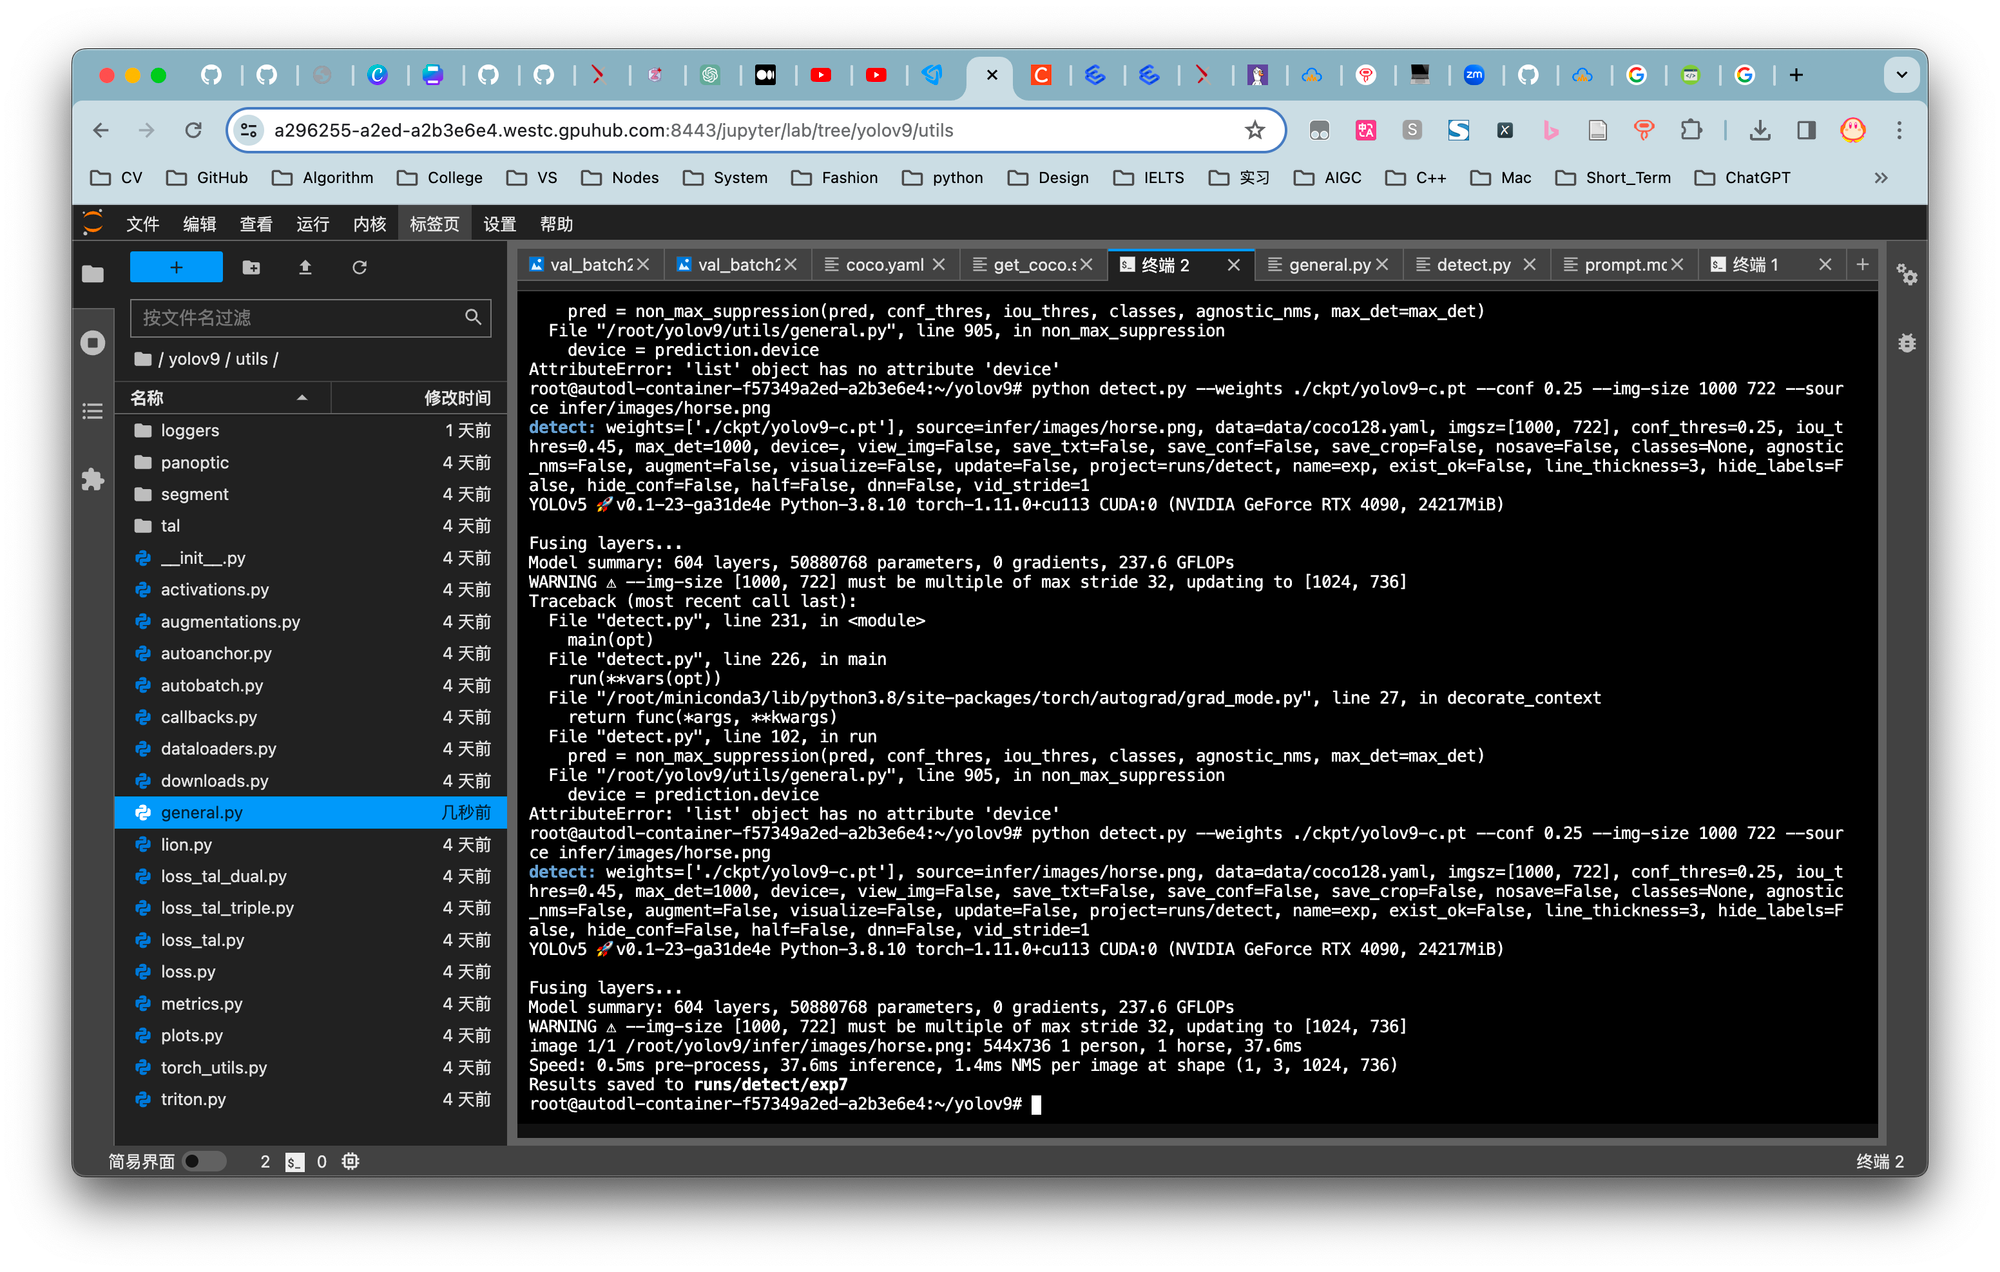 a296255-a2ed-a2b3e6e4.westc.gpuhub.com:8443/jupyter/lab/tree/yolov9/utils
CV GitHub Algorithm College VS Nodes System Fashion python Design IELTS 实习 AIGC C++ Mac Short_Term ChatGPT
文件 编辑 查看 运行 内核 标签页 设置 帮助
val_batch2 val_batch2 coco.yaml get_coco.s 终端 2 general.py detect.py prompt.mc 终端 1
按文件名过滤
/ yolov9 / utils /
名称 修改时间
loggers 1 天前
panoptic 4 天前
segment 4 天前
tal 4 天前
__init__.py 4 天前
activations.py 4 天前
augmentations.py 4 天前
autoanchor.py 4 天前
autobatch.py 4 天前
callbacks.py 4 天前
dataloaders.py 4 天前
downloads.py 4 天前
general.py 几秒前
lion.py 4 天前
loss_tal_dual.py 4 天前
loss_tal_triple.py 4 天前
loss_tal.py 4 天前
loss.py 4 天前
metrics.py 4 天前
plots.py 4 天前
torch_utils.py 4 天前
triton.py 4 天前
pred = non_max_suppression(pred, conf_thres, iou_thres, classes, agnostic_nms, max_det=max_det)
File "/root/yolov9/utils/general.py", line 905, in non_max_suppression
device = prediction.device
AttributeError: 'list' object has no attribute 'device'
root@autodl-container-f57349a2ed-a2b3e6e4:~/yolov9# python detect.py --weights ./ckpt/yolov9-c.pt --conf 0.25 --img-size 1000 722 --sour
ce infer/images/horse.png
detect: weights=['./ckpt/yolov9-c.pt'], source=infer/images/horse.png, data=data/coco128.yaml, imgsz=[1000, 722], conf_thres=0.25, iou_t
hres=0.45, max_det=1000, device=, view_img=False, save_txt=False, save_conf=False, save_crop=False, nosave=False, classes=None, agnostic
_nms=False, augment=False, visualize=False, update=False, project=runs/detect, name=exp, exist_ok=False, line_thickness=3, hide_labels=F
alse, hide_conf=False, half=False, dnn=False, vid_stride=1
YOLOv5 🚀 v0.1-23-ga31de4e Python-3.8.10 torch-1.11.0+cu113 CUDA:0 (NVIDIA GeForce RTX 4090, 24217MiB)
Fusing layers...
Model summary: 604 layers, 50880768 parameters, 0 gradients, 237.6 GFLOPs
WARNING ⚠ --img-size [1000, 722] must be multiple of max stride 32, updating to [1024, 736]
Traceback (most recent call last):
File "detect.py", line 231, in <module>
main(opt)
File "detect.py", line 226, in main
run(**vars(opt))
File "/root/miniconda3/lib/python3.8/site-packages/torch/autograd/grad_mode.py", line 27, in decorate_context
return func(*args, **kwargs)
File "detect.py", line 102, in run
pred = non_max_suppression(pred, conf_thres, iou_thres, classes, agnostic_nms, max_det=max_det)
File "/root/yolov9/utils/general.py", line 905, in non_max_suppression
device = prediction.device
AttributeError: 'list' object has no attribute 'device'
root@autodl-container-f57349a2ed-a2b3e6e4:~/yolov9# python detect.py --weights ./ckpt/yolov9-c.pt --conf 0.25 --img-size 1000 722 --sour
ce infer/images/horse.png
detect: weights=['./ckpt/yolov9-c.pt'], source=infer/images/horse.png, data=data/coco128.yaml, imgsz=[1000, 722], conf_thres=0.25, iou_t
hres=0.45, max_det=1000, device=, view_img=False, save_txt=False, save_conf=False, save_crop=False, nosave=False, classes=None, agnostic
_nms=False, augment=False, visualize=False, update=False, project=runs/detect, name=exp, exist_ok=False, line_thickness=3, hide_labels=F
alse, hide_conf=False, half=False, dnn=False, vid_stride=1
YOLOv5 🚀 v0.1-23-ga31de4e Python-3.8.10 torch-1.11.0+cu113 CUDA:0 (NVIDIA GeForce RTX 4090, 24217MiB)
Fusing layers...
Model summary: 604 layers, 50880768 parameters, 0 gradients, 237.6 GFLOPs
WARNING ⚠ --img-size [1000, 722] must be multiple of max stride 32, updating to [1024, 736]
image 1/1 /root/yolov9/infer/images/horse.png: 544x736 1 person, 1 horse, 37.6ms
Speed: 0.5ms pre-process, 37.6ms inference, 1.4ms NMS per image at shape (1, 3, 1024, 736)
Results saved to runs/detect/exp7
root@autodl-container-f57349a2ed-a2b3e6e4:~/yolov9#
简易界面 2 $_ 0 终端 2